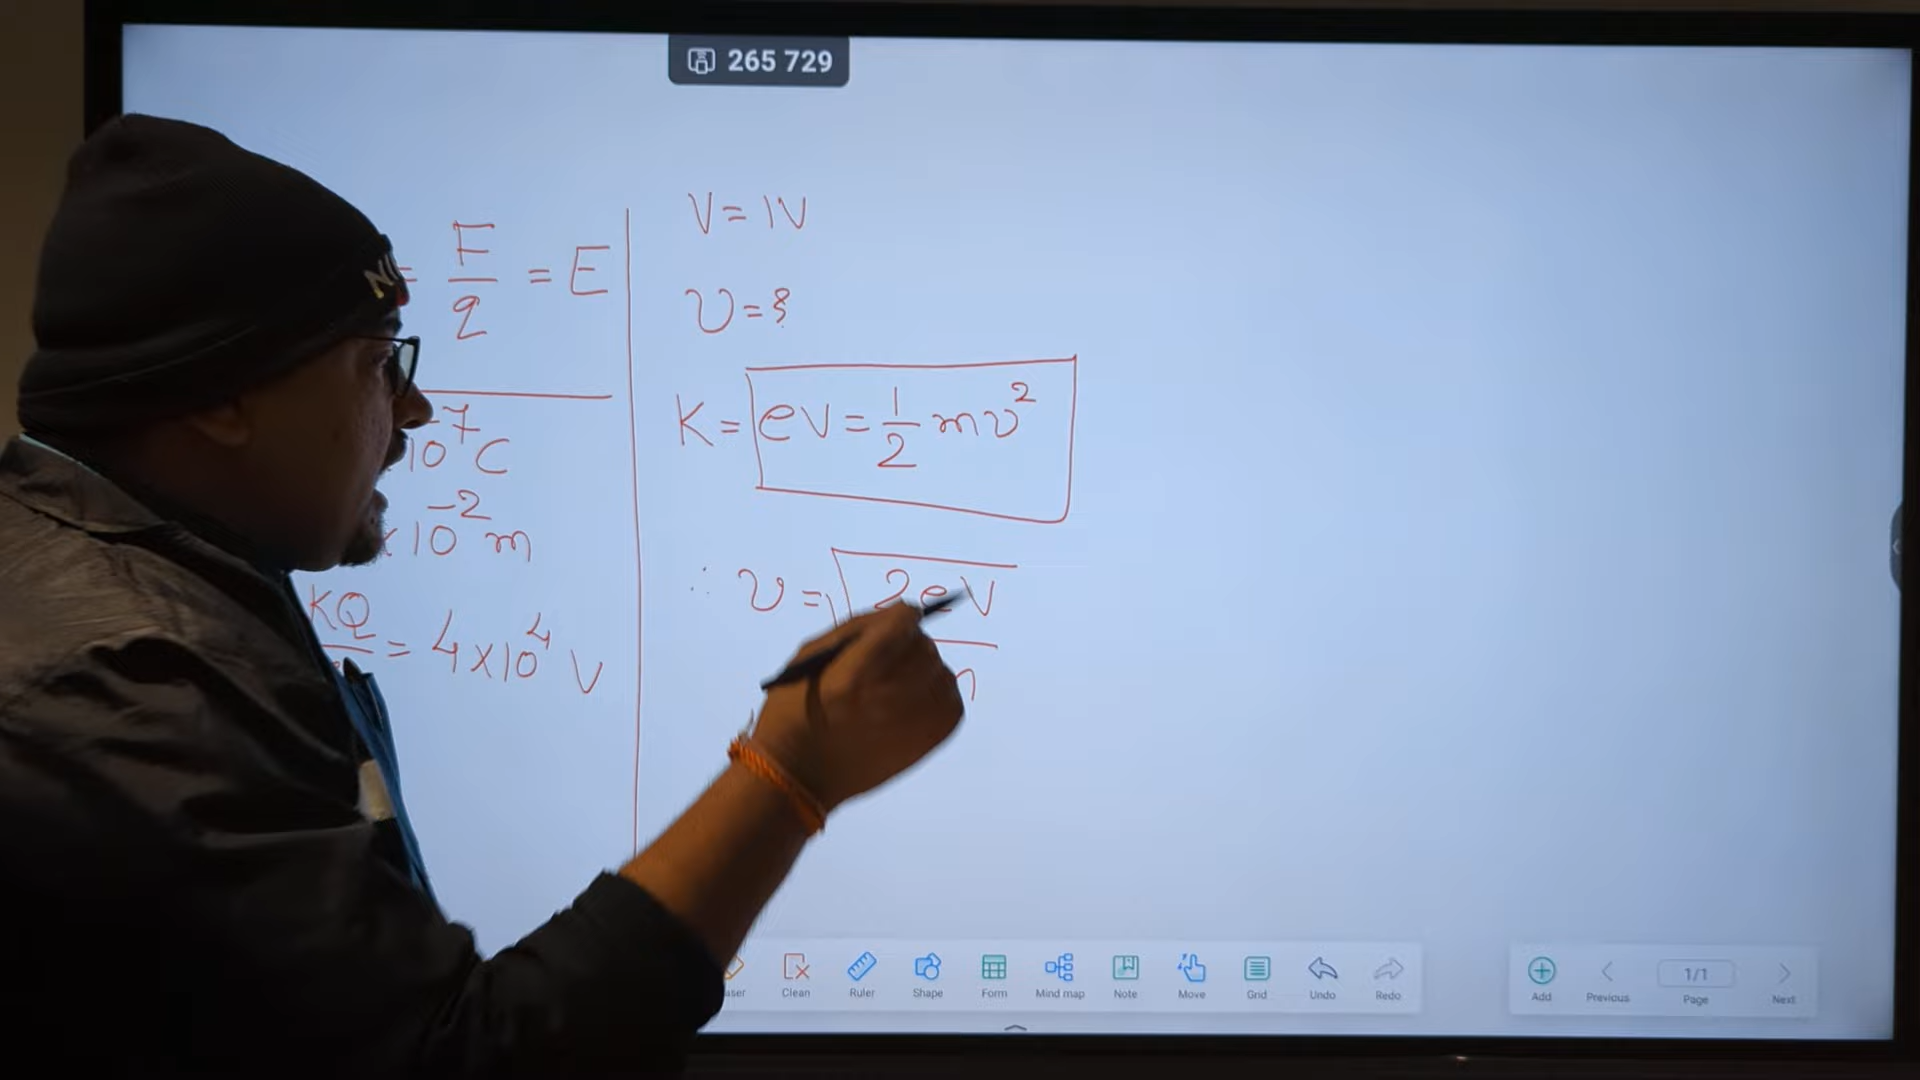 265 729
= F/q = E
10⁻⁷ C
×10⁻² m
KQ = 4×10⁴ V
V = 1V
v = ?
K = eV = 1/2 mv²
∴ v = √2eV
Clean Ruler Shape Form Mind map Note Move Grid Undo Redo
Add Previous 1/1 Page Next